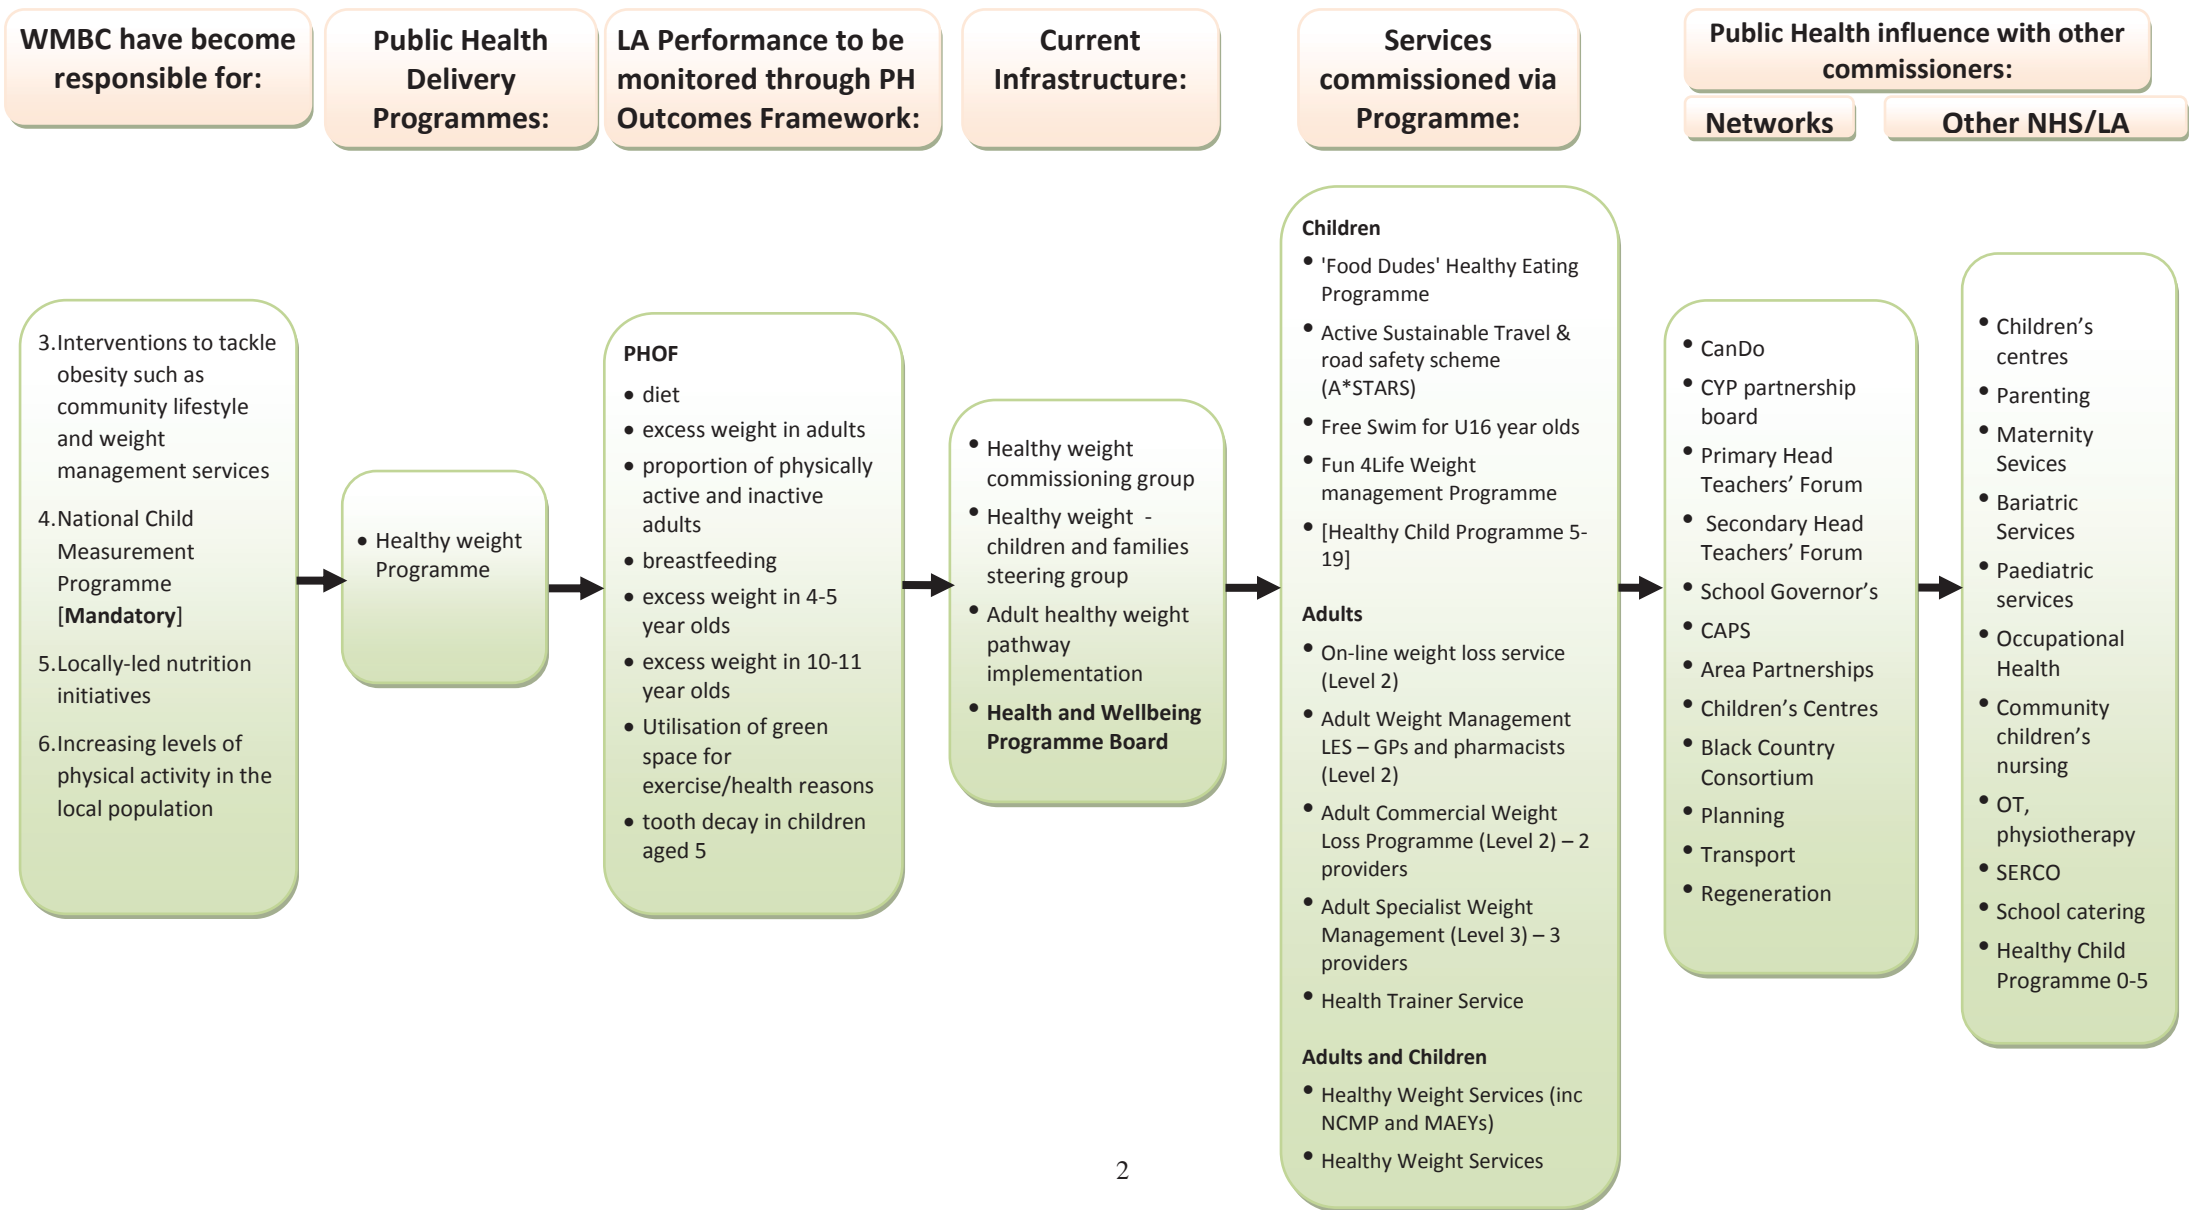 WMBC have become
responsible for:
Public Health
Delivery
Programmes:
LA Performance to be
monitored through PH
Outcomes Framework:
Current
Infrastructure:
Services
commissioned via
Programme:
Public Health influence with other
commissioners:
Networks
Other NHS/LA
3.Interventions to tackle
obesity such as
community lifestyle
and weight
management services
4.National Child
Measurement
Programme
[Mandatory]
5.Locally-led nutrition
initiatives
6.Increasing levels of
physical activity in the
local population
• Healthy weight
Programme
PHOF
• diet
• excess weight in adults
• proportion of physically
active and inactive
adults
• breastfeeding
• excess weight in 4-5
year olds
• excess weight in 10-11
year olds
• Utilisation of green
space for
exercise/health reasons
• tooth decay in children
aged 5
• Healthy weight
commissioning group
• Healthy weight  -
children and families
steering group
• Adult healthy weight
pathway
implementation
• Health and Wellbeing
Programme Board
Children
• 'Food Dudes' Healthy Eating
Programme
• Active Sustainable Travel &
road safety scheme
(A*STARS)
• Free Swim for U16 year olds
• Fun 4Life Weight
management Programme
• [Healthy Child Programme 5-
19]
Adults
• On-line weight loss service
(Level 2)
• Adult Weight Management
LES – GPs and pharmacists
(Level 2)
• Adult Commercial Weight
Loss Programme (Level 2) – 2
providers
• Adult Specialist Weight
Management (Level 3) – 3
providers
• Health Trainer Service
Adults and Children
• Healthy Weight Services (inc
NCMP and MAEYs)
• Healthy Weight Services
• CanDo
• CYP partnership
board
• Primary Head
Teachers’ Forum
• Secondary Head
Teachers’ Forum
• School Governor’s
• CAPS
• Area Partnerships
• Children’s Centres
• Black Country
Consortium
• Planning
• Transport
• Regeneration
• Children’s
centres
• Parenting
• Maternity
Sevices
• Bariatric
Services
• Paediatric
services
• Occupational
Health
• Community
children’s
nursing
• OT,
physiotherapy
• SERCO
• School catering
• Healthy Child
Programme 0-5
2